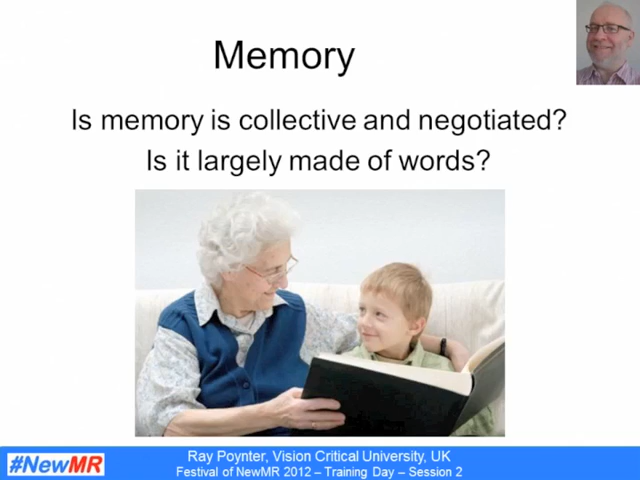 Memory
Is memory is collective and negotiated?
Is it largely made of words?
#NewMR
Ray Poynter, Vision Critical University, UK
Festival of NewMR 2012 – Training Day – Session 2